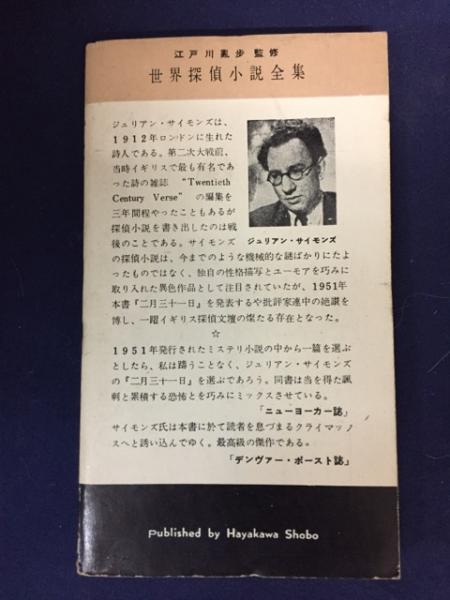 江戸川亂歩監修
世界探偵小説全集
ジュリアン・サイモンズは、
1912年ロンドンに生れた
詩人である。第二次大戦前、
当時イギリスで最も有名であ
った詩の雑誌 “Twentieth
Century Verse” の編集を
三年間程やったこともあるが
探偵小説を書き出したのは戦
後のことである。サイモンズ
の探偵小説は、今までのような機械的な謎ばかりにたよ
ったものではなく、独自の性格描写とユーモアを巧みに
取り入れた異色作品として注目されていたが、1951年
本書『二月三十一日』を発表するや批評家連中の絶讃を
博し、一躍イギリス探偵文壇の燦たる存在となった。
ジュリアン・サイモンズ
☆
1951年発行されたミステリ小説の中から一篇を選ぶ
としたら、私は躊うことなく、ジュリアン・サイモンズ
の『二月三十一日』を選ぶであろう。同書は当を得た諷
刺と累積する恐怖とを巧みにミックスさせている。
「ニューヨーカー誌」
サイモンズ氏は本書に於て読者を息づまるクライマックス
へと誘い込んでゆく。最高級の傑作である。
「デンヴァー・ポースト誌」
Published by Hayakawa Shobo